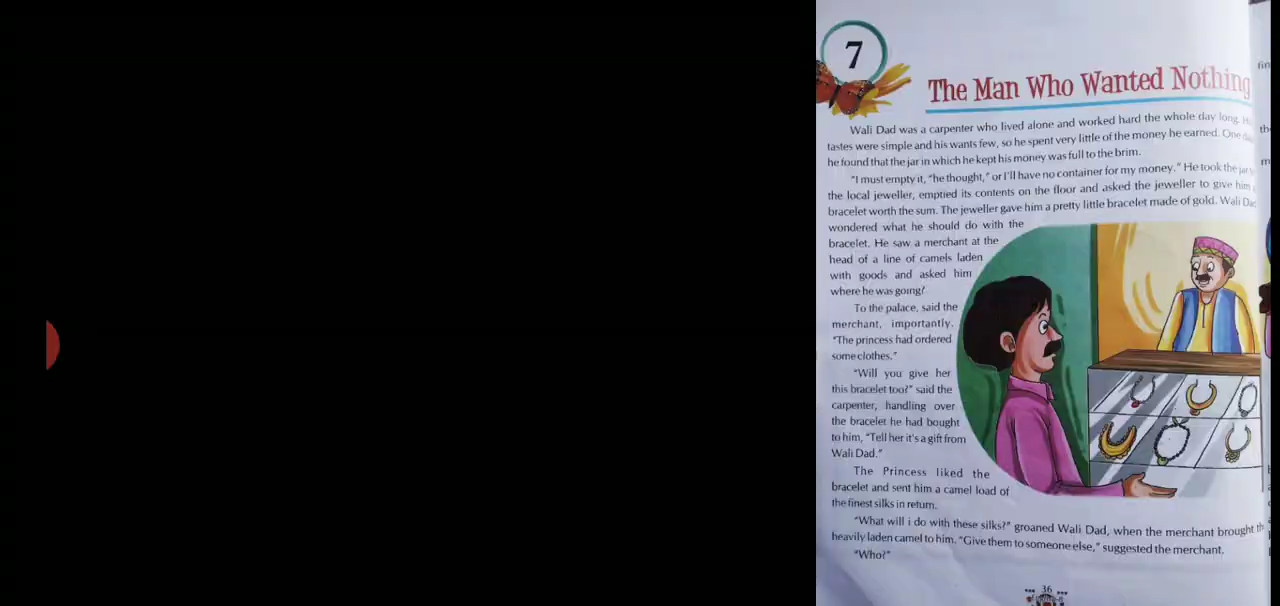 7
The Man Who Wanted Nothing
Wali Dad was a carpenter who lived alone and worked hard the whole day long.
tastes were simple and his wants few, so he spent very little of the money he earned. One
he found that the jar in which he kept his money was full to the brim.
"I must empty it, "he thought," or I'll have no container for my money." He took the jar
the local jeweller, emptied its contents on the floor and asked the jeweller to give him
bracelet worth the sum. The jeweller gave him a pretty little bracelet made of gold. Wali Dad
wondered what he should do with the
bracelet. He saw a merchant at the
head of a line of camels laden
with goods and asked him
where he was going?
To the palace, said the
merchant, importantly.
"The princess had ordered
some clothes."
"Will you give her
this bracelet too?" said the
carpenter, handling over
the bracelet he had bought
to him, "Tell her it's a gift from
Wali Dad."
The Princess liked the
bracelet and sent him a camel load of
the finest silks in return.
"What will i do with these silks?" groaned Wali Dad, when the merchant brought
heavily laden camel to him. "Give them to someone else," suggested the merchant.
"Who?"
36